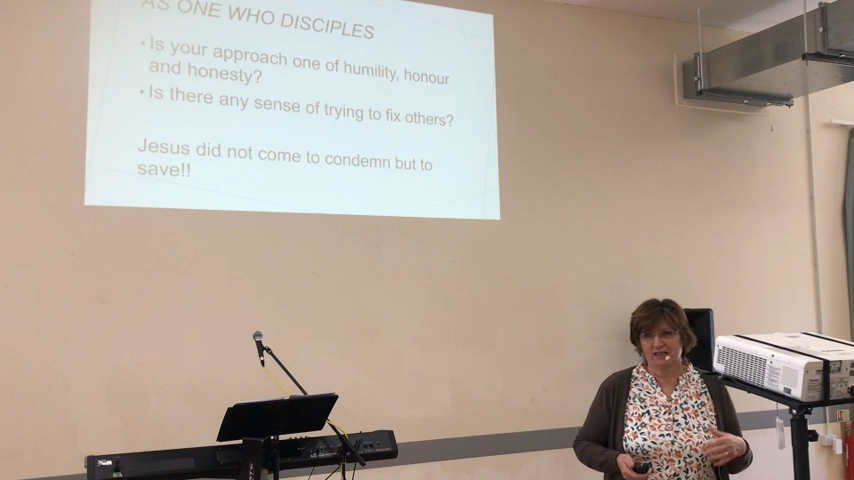 AS ONE WHO DISCIPLES
• Is your approach one of humility, honour
and honesty?
• Is there any sense of trying to fix others?
Jesus did not come to condemn but to
save!!